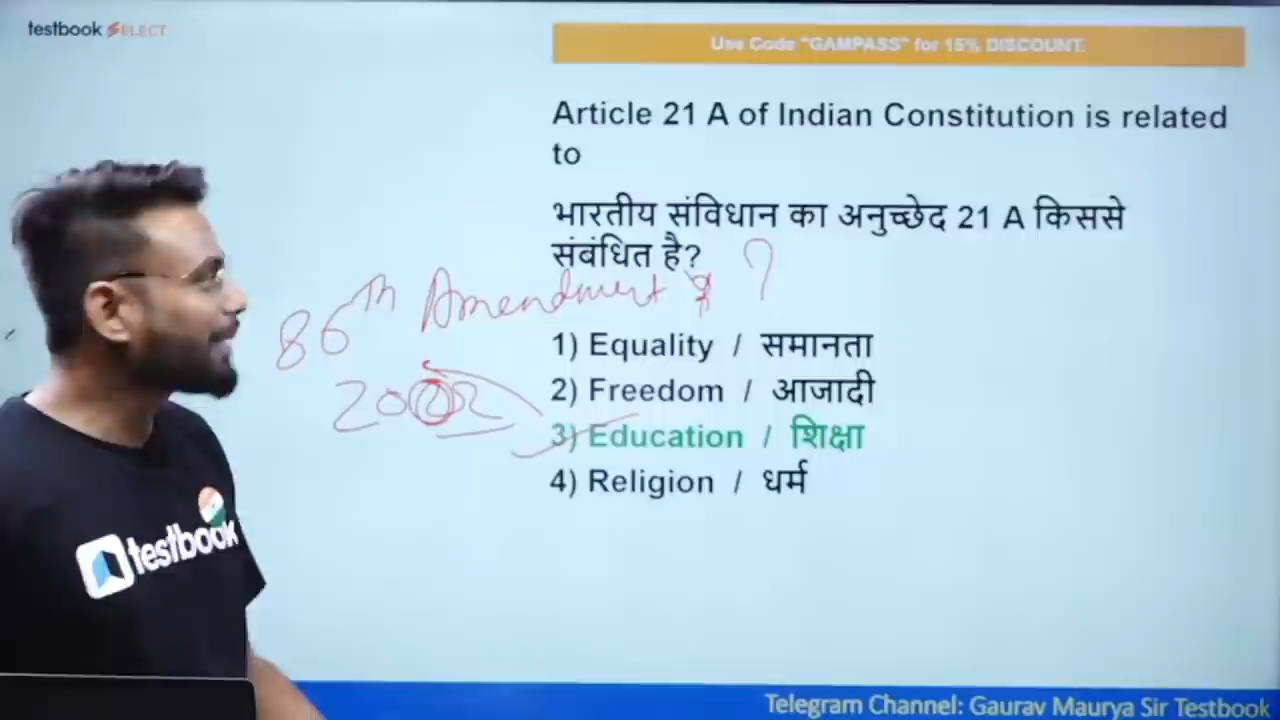 testbook SELECT
Use Code "GAMPASS" for 15% DISCOUNT.
Article 21 A of Indian Constitution is related
to
भारतीय संविधान का अनुच्छेद 21 A किससे
संबंधित है?
?
86th Amendment
2002
1) Equality / समानता
2) Freedom / आजादी
3) Education / शिक्षा
4) Religion / धर्म
testbook
Telegram Channel: Gaurav Maurya Sir Testbook